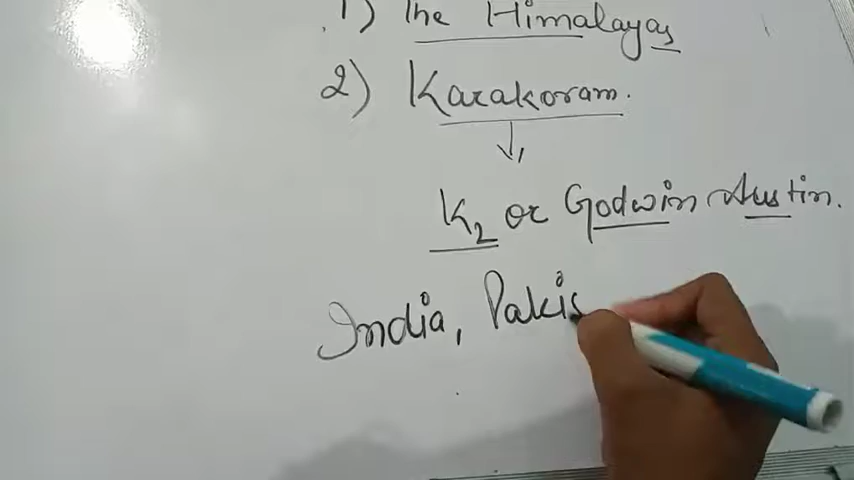 1) The Himalayas
2) Karakoram.
K2 or Godwin Austin.
India, Pakis